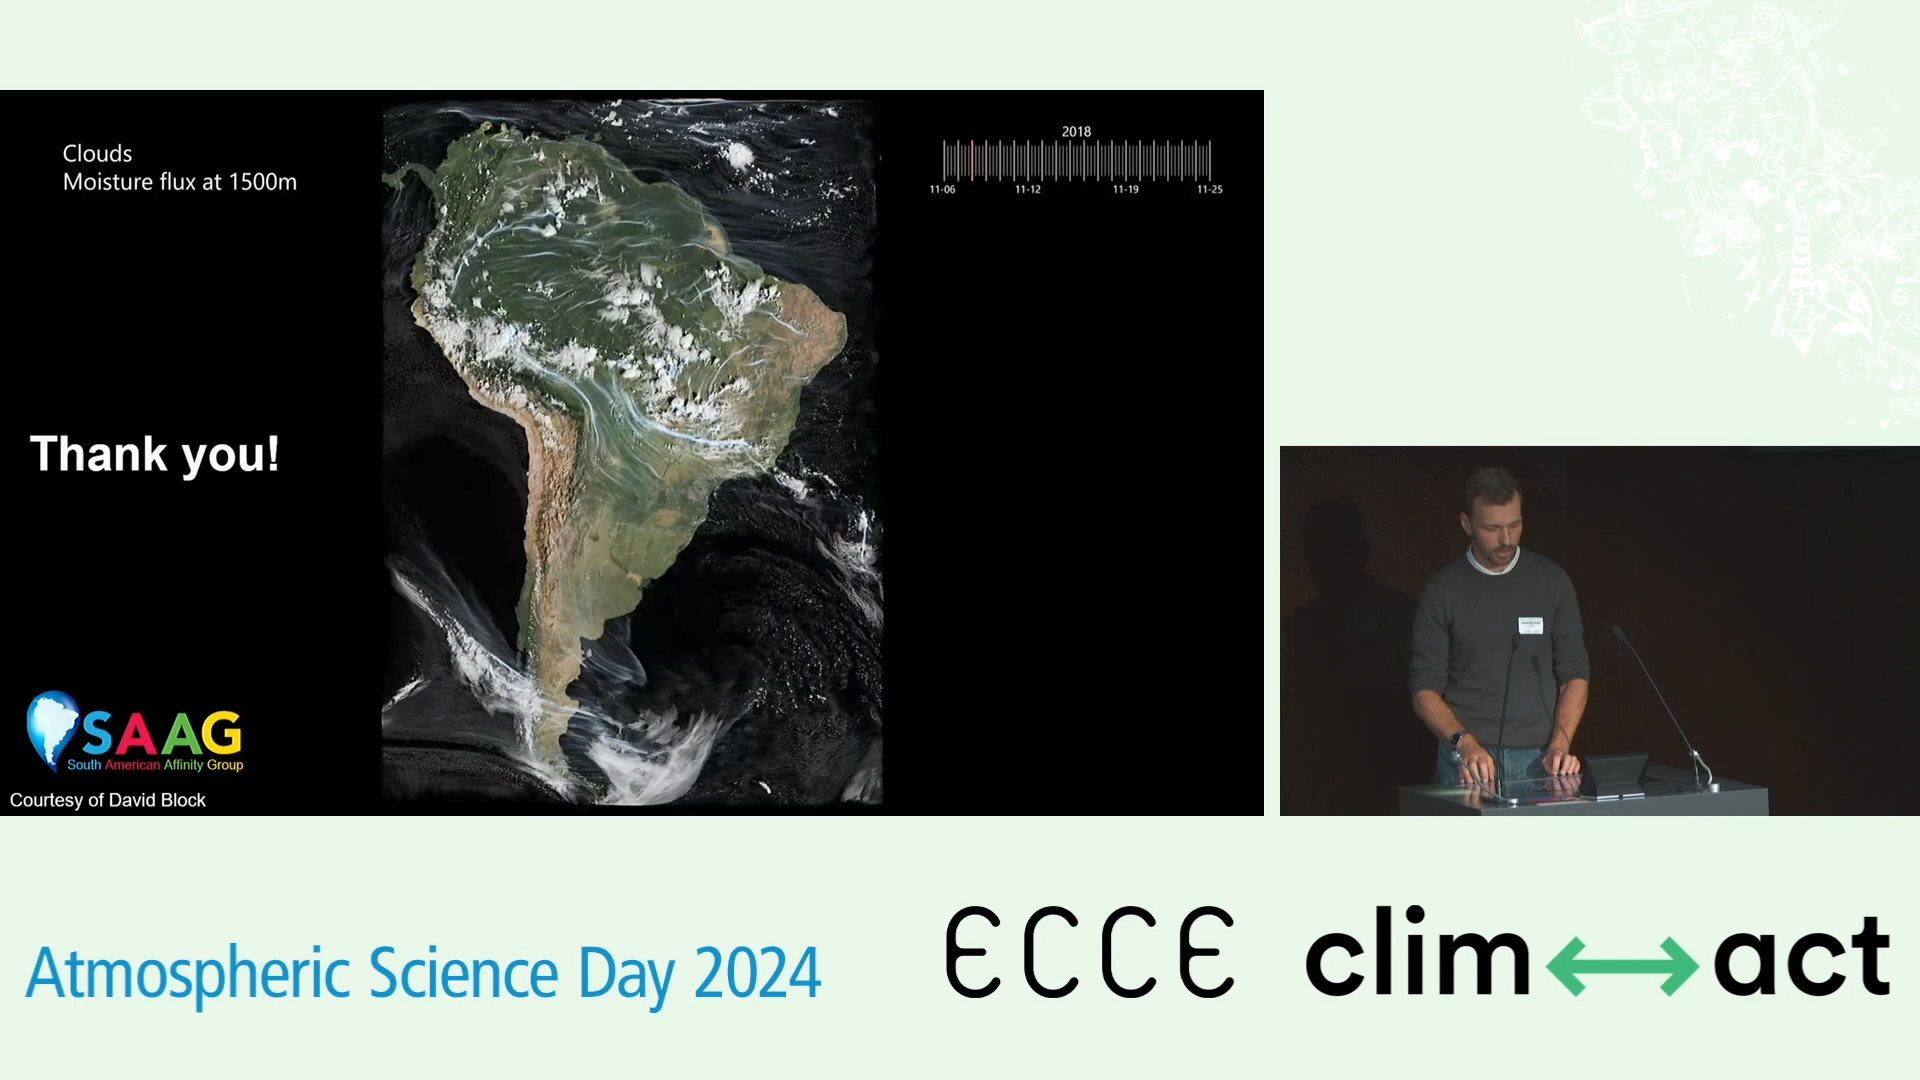 Clouds
Moisture flux at 1500m
2018
11-06 11-12 11-19 11-25
Thank you!
SAAG
South American Affinity Group
Courtesy of David Block
Atmospheric Science Day 2024
ECCE
clim act